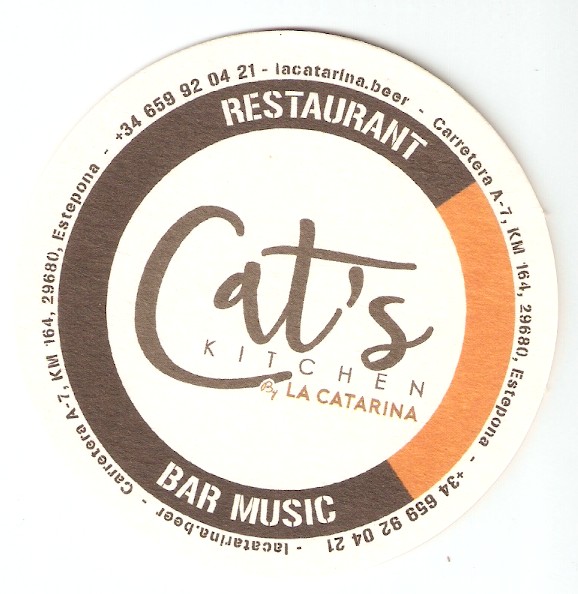 +34 659 92 04 21 - lacatarina.beer - Carretera A-7, KM 164, 29680, Estepona - +34 659 92 04 21 - lacatarina.beer - Carretera A-7, KM 164, 29680, Estepona -
RESTAURANT
Cat's
KITCHEN
By LA CATARINA
BAR MUSIC